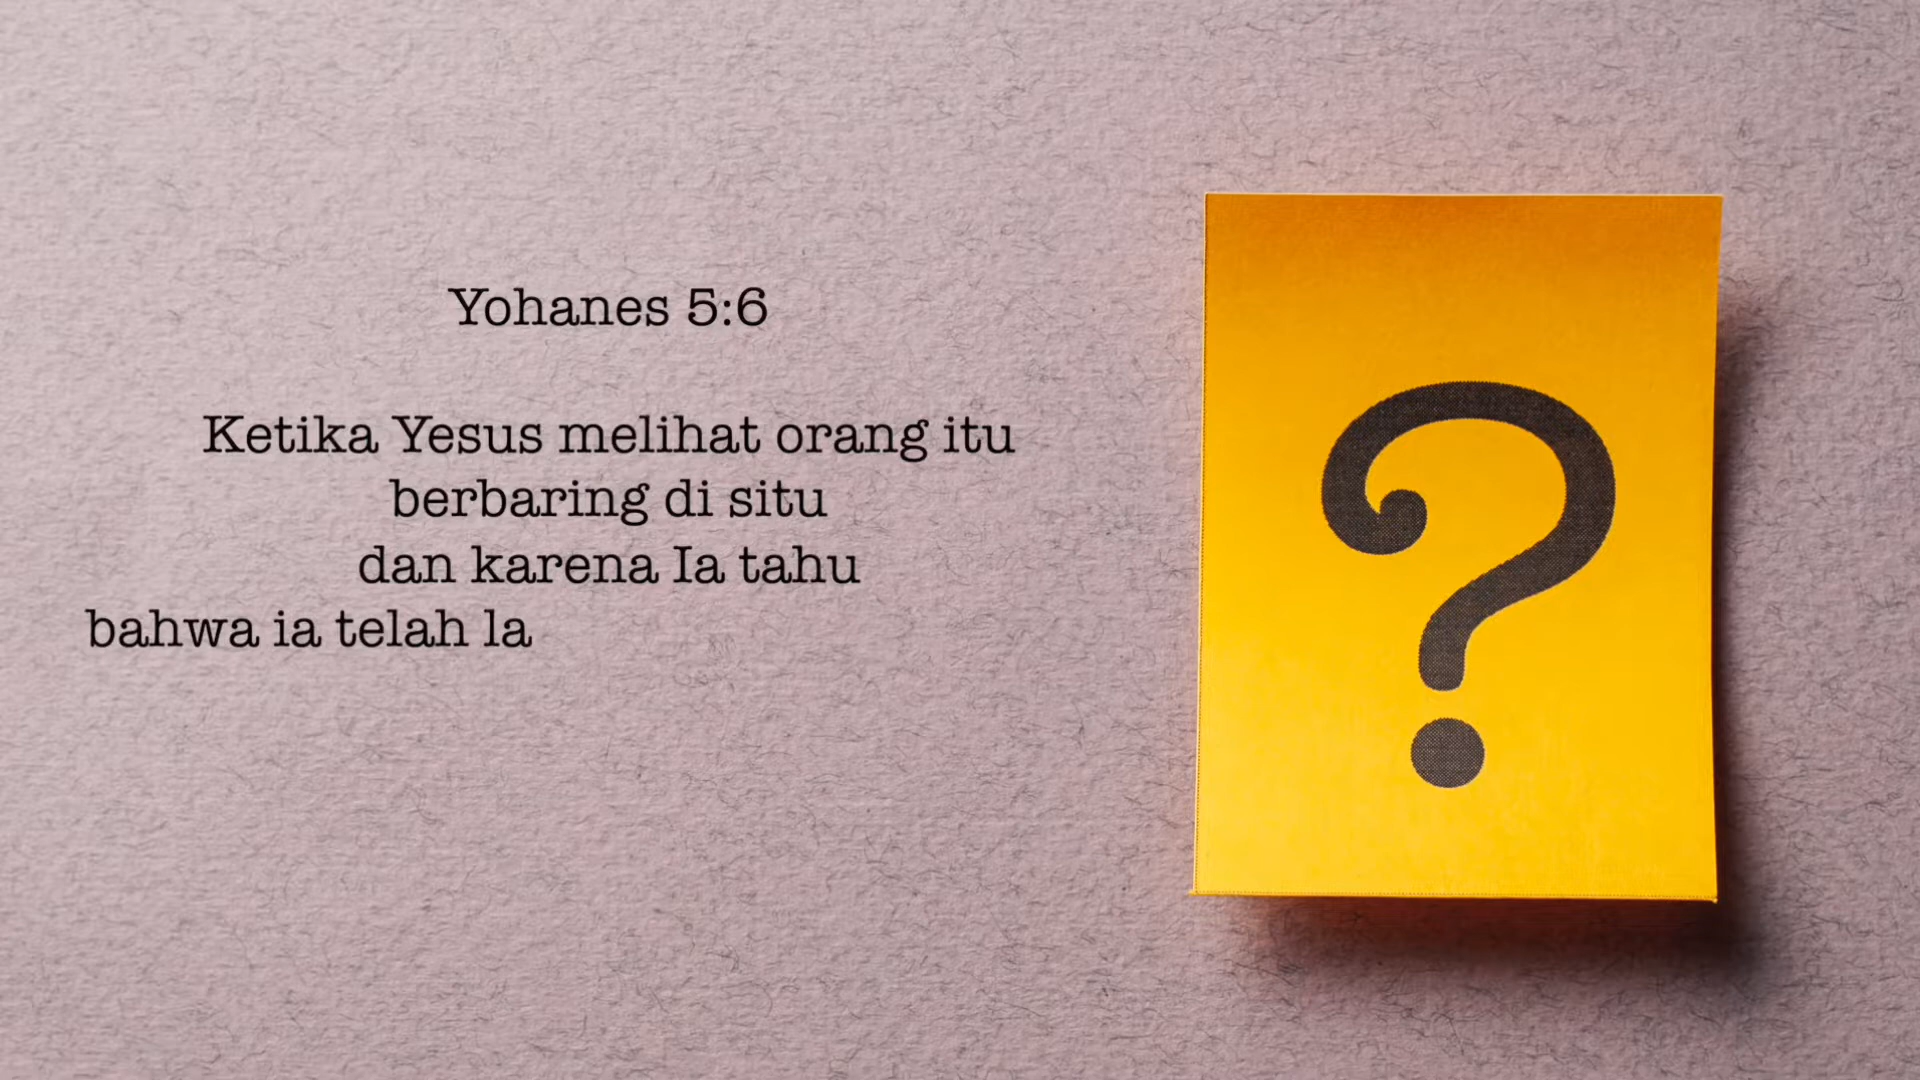 Yohanes 5:6
Ketika Yesus melihat orang itu
berbaring di situ
dan karena Ia tahu
bahwa ia telah la
?